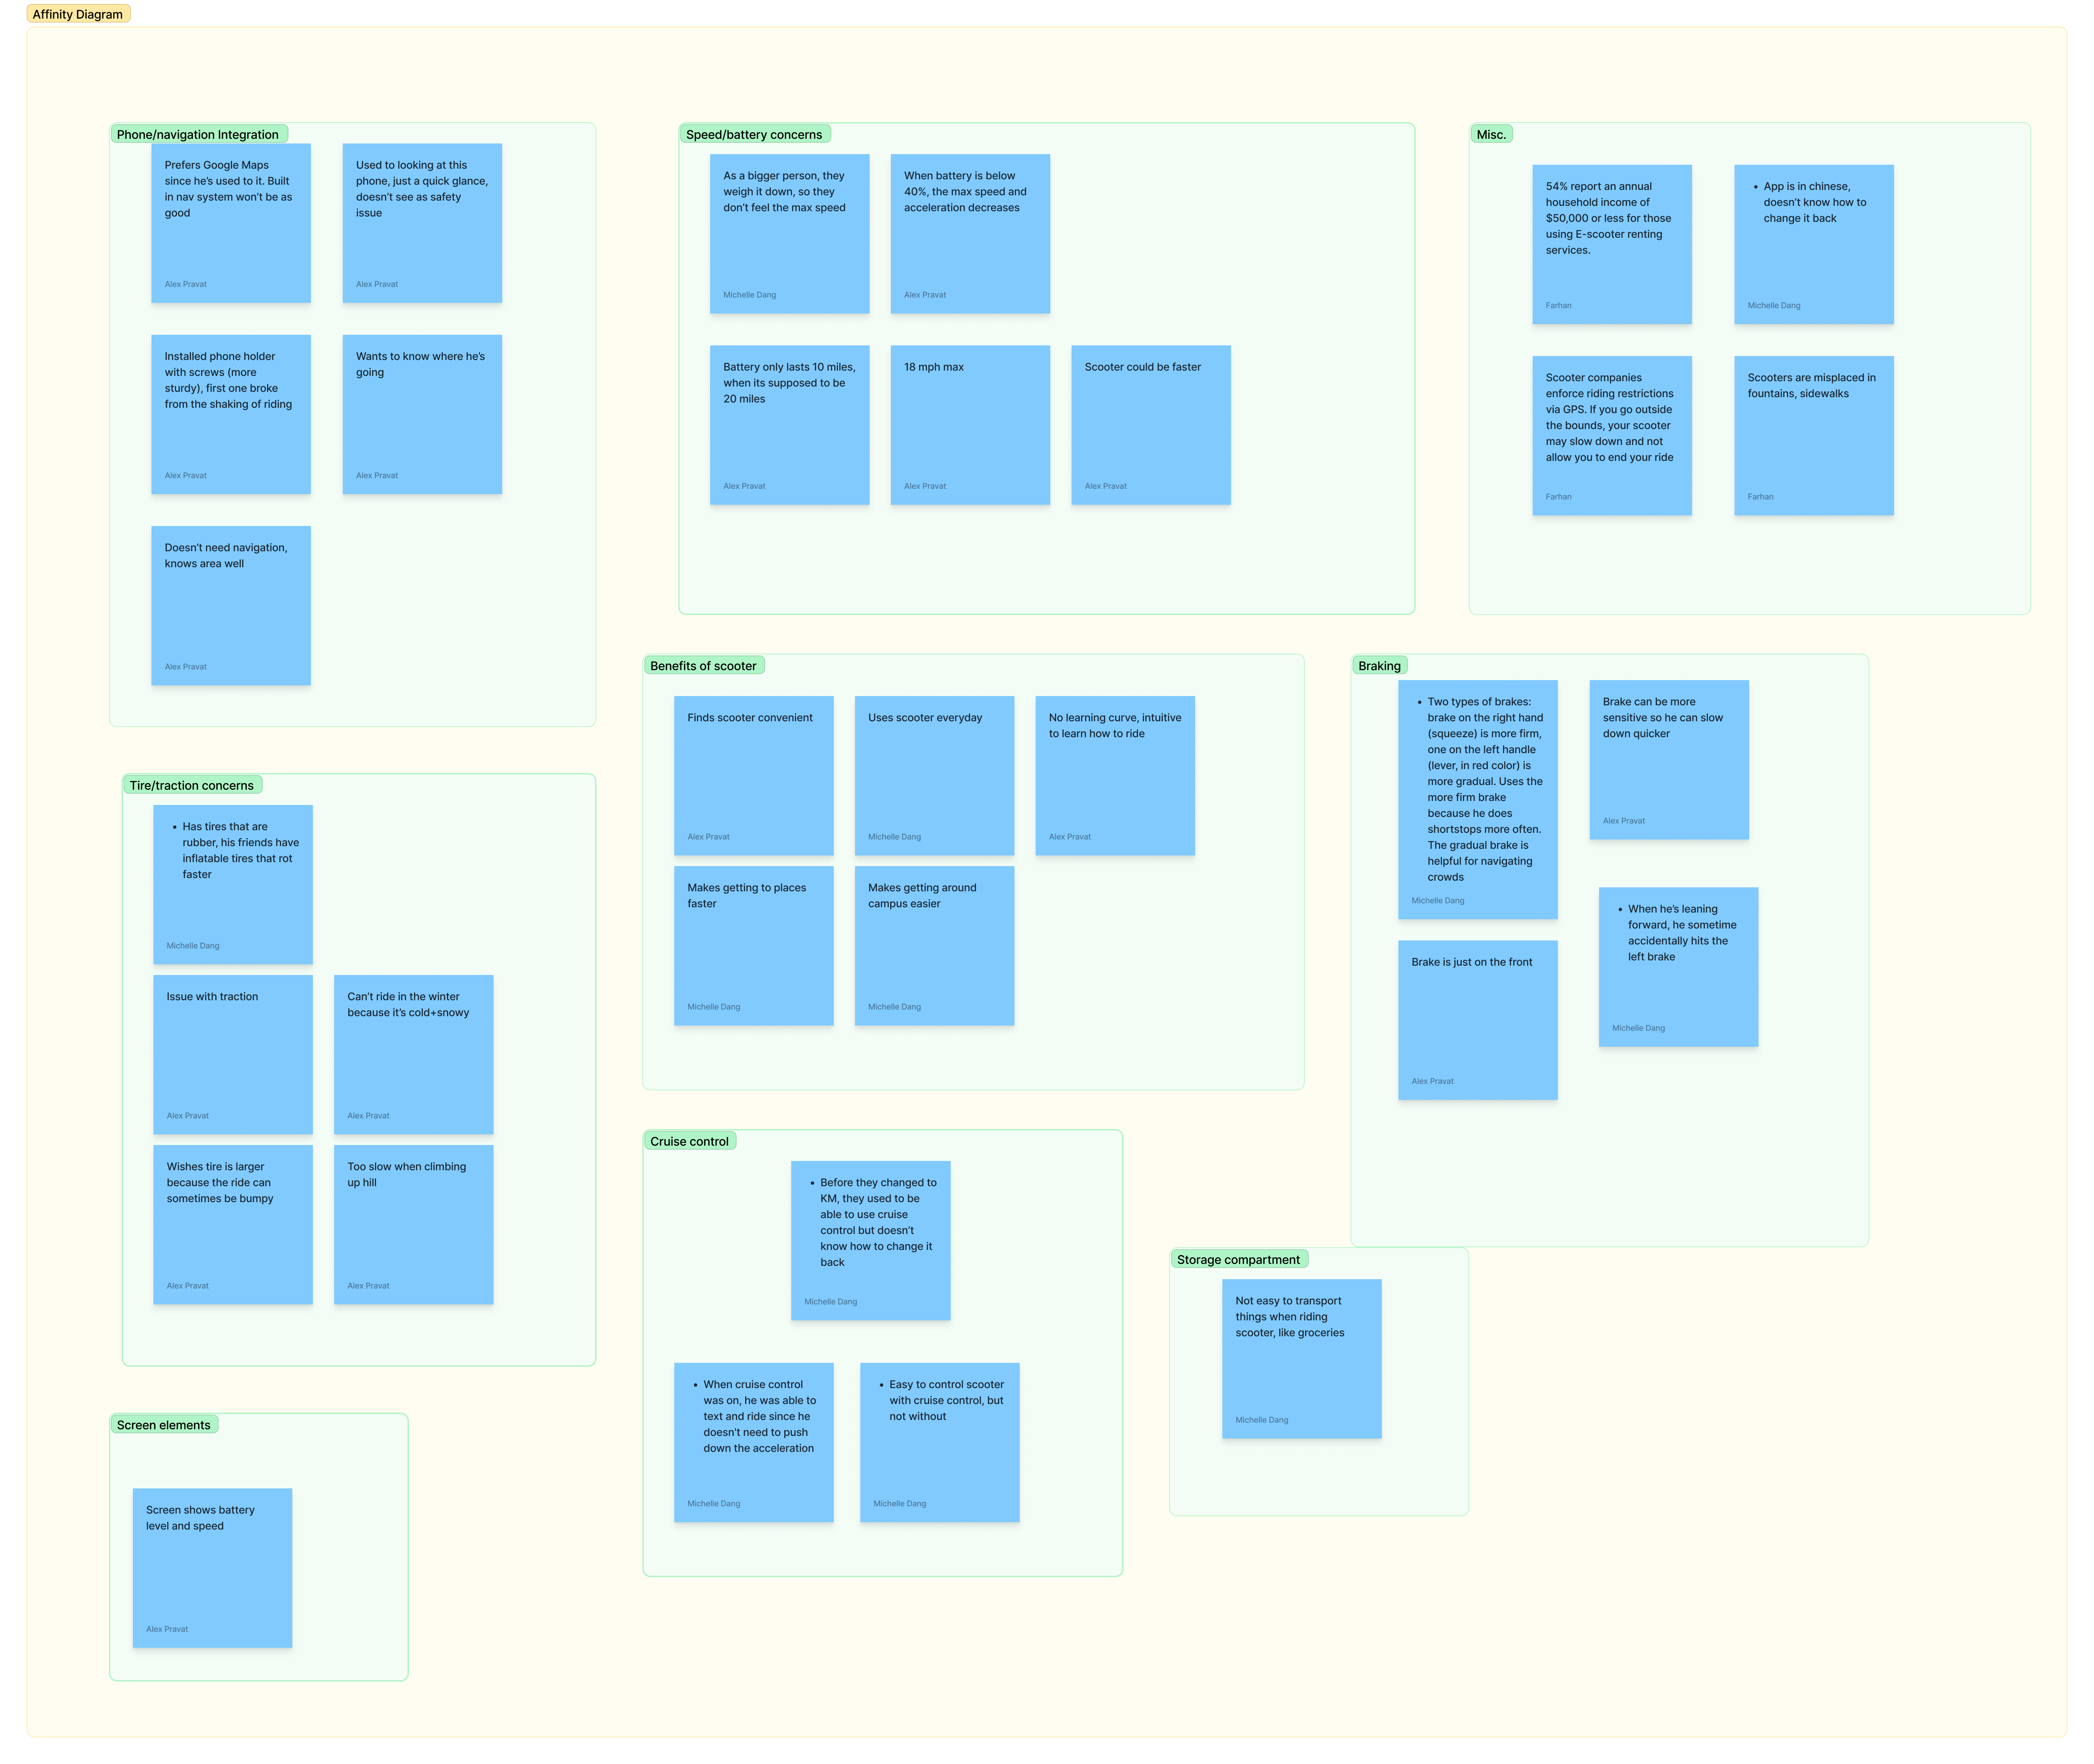 Affinity Diagram
Phone/navigation Integration
Prefers Google Maps
since he's used to it. Built
in nav system won't be as
good
Alex Pravat
Used to looking at this
phone, just a quick glance,
doesn't see as safety
issue
Alex Pravat
Installed phone holder
with screws (more
sturdy), first one broke
from the shaking of riding
Alex Pravat
Wants to know where he's
going
Alex Pravat
Doesn't need navigation,
knows area well
Alex Pravat
Speed/battery concerns
As a bigger person, they
weigh it down, so they
don't feel the max speed
Michelle Dang
When battery is below
40%, the max speed and
acceleration decreases
Alex Pravat
Battery only lasts 10 miles,
when its supposed to be
20 miles
Alex Pravat
18 mph max
Alex Pravat
Scooter could be faster
Alex Pravat
Misc.
54% report an annual
household income of
$50,000 or less for those
using E-scooter renting
services.
Farhan
• App is in chinese,
doesn't know how to
change it back
Michelle Dang
Scooter companies
enforce riding restrictions
via GPS. If you go outside
the bounds, your scooter
may slow down and not
allow you to end your ride
Farhan
Scooters are misplaced in
fountains, sidewalks
Farhan
Benefits of scooter
Finds scooter convenient
Alex Pravat
Uses scooter everyday
Michelle Dang
No learning curve, intuitive
to learn how to ride
Alex Pravat
Makes getting to places
faster
Michelle Dang
Makes getting around
campus easier
Michelle Dang
Braking
• Two types of brakes:
brake on the right hand
(squeeze) is more firm,
one on the left handle
(lever, in red color) is
more gradual. Uses the
more firm brake
because he does
shortstops more often.
The gradual brake is
helpful for navigating
crowds
Michelle Dang
Brake can be more
sensitive so he can slow
down quicker
Alex Pravat
• When he's leaning
forward, he sometime
accidentally hits the
left brake
Michelle Dang
Brake is just on the front
Alex Pravat
Tire/traction concerns
• Has tires that are
rubber, his friends have
inflatable tires that rot
faster
Michelle Dang
Issue with traction
Alex Pravat
Can't ride in the winter
because it's cold+snowy
Alex Pravat
Wishes tire is larger
because the ride can
sometimes be bumpy
Alex Pravat
Too slow when climbing
up hill
Alex Pravat
Cruise control
• Before they changed to
KM, they used to be
able to use cruise
control but doesn't
know how to change it
back
Michelle Dang
• When cruise control
was on, he was able to
text and ride since he
doesn't need to push
down the acceleration
Michelle Dang
• Easy to control scooter
with cruise control, but
not without
Michelle Dang
Storage compartment
Not easy to transport
things when riding
scooter, like groceries
Michelle Dang
Screen elements
Screen shows battery
level and speed
Alex Pravat